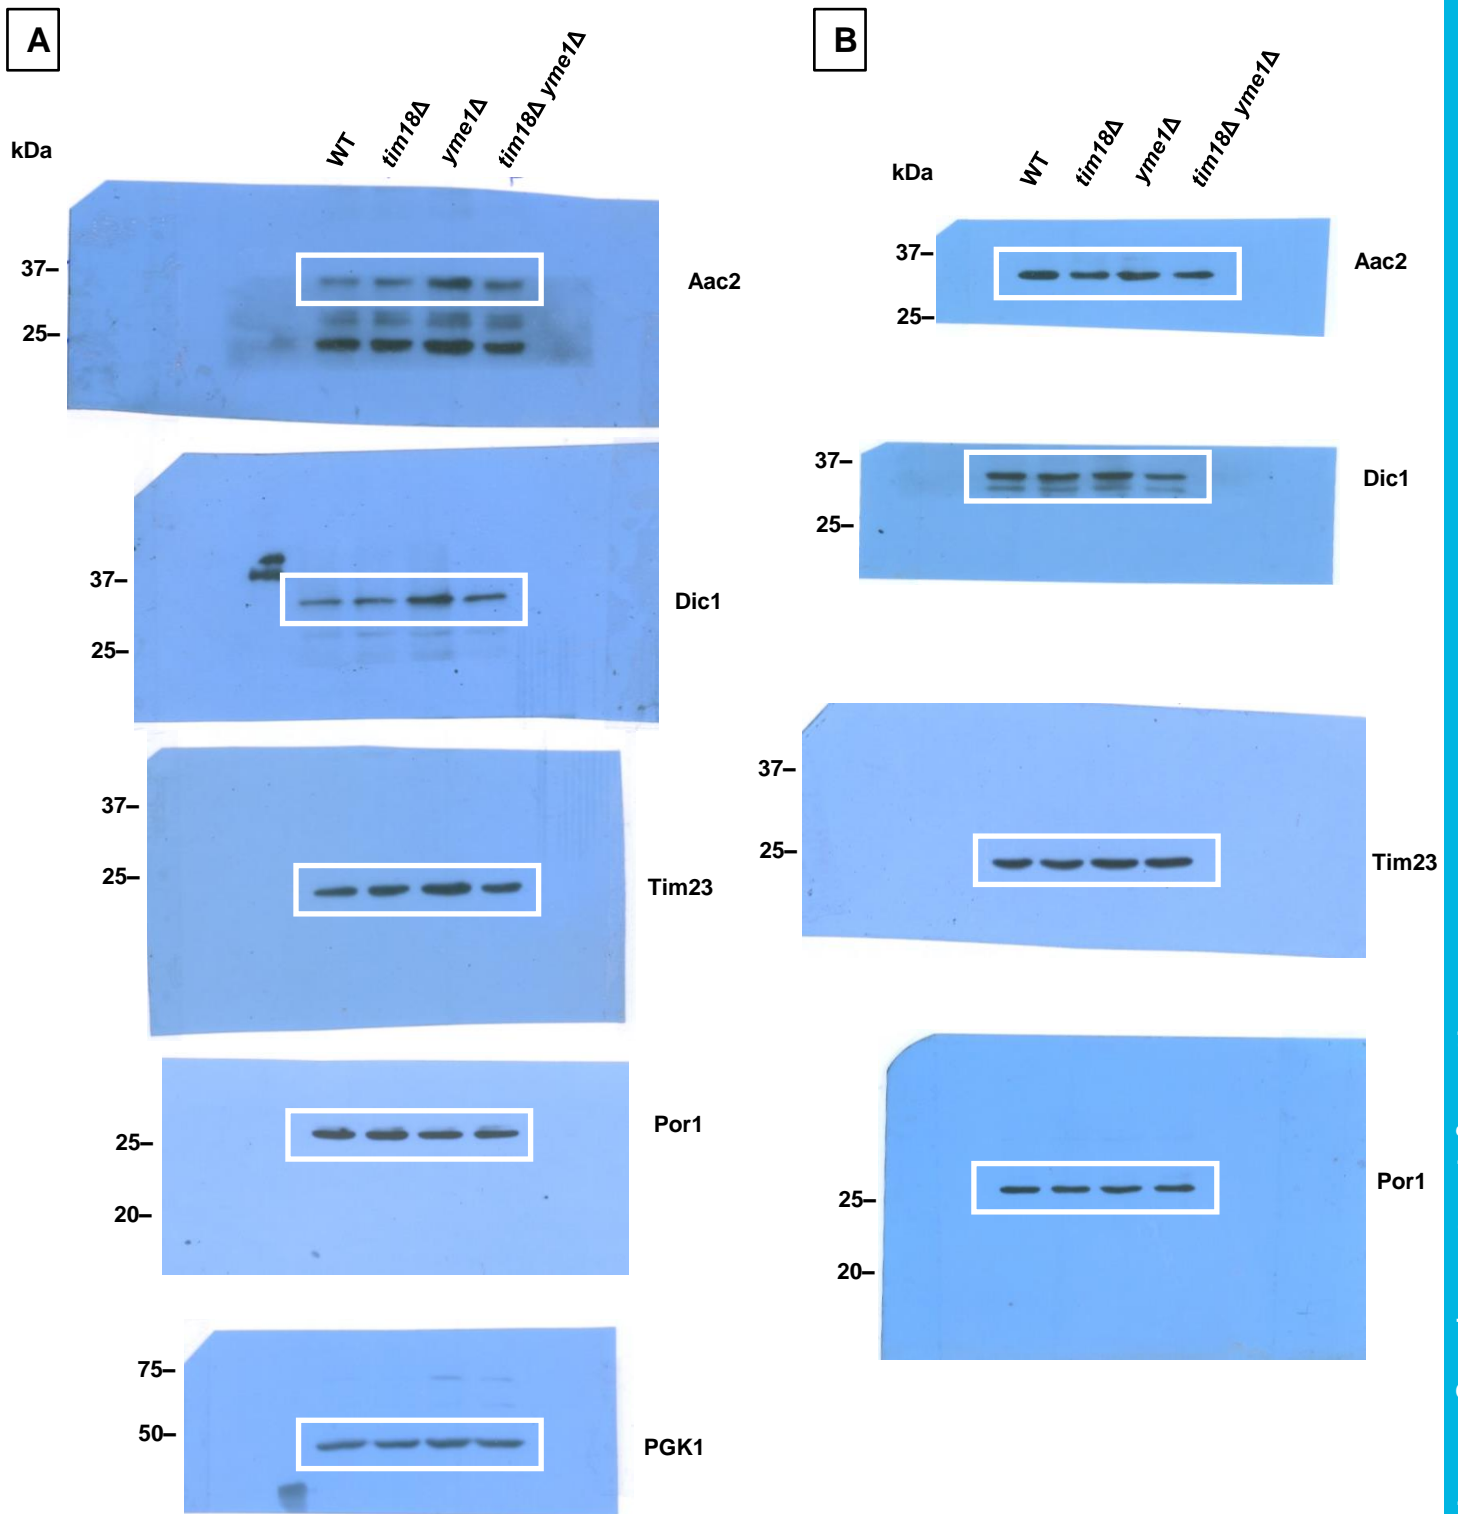 A
kDa
WT
tim18Δ
yme1Δ
tim18Δ yme1Δ
37–
25–
Aac2
37–
25–
Dic1
37–
25–
Tim23
25–
20–
Por1
75–
50–
PGK1
B
kDa
WT
tim18Δ
yme1Δ
tim18Δ yme1Δ
37–
25–
Aac2
37–
25–
Dic1
37–
25–
Tim23
25–
20–
Por1